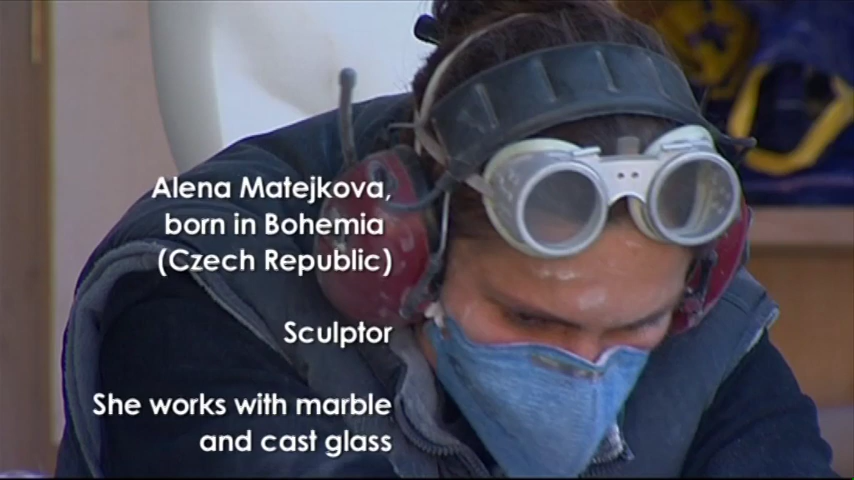 Alena Matejkova,
born in Bohemia
(Czech Republic)
Sculptor
She works with marble
and cast glass